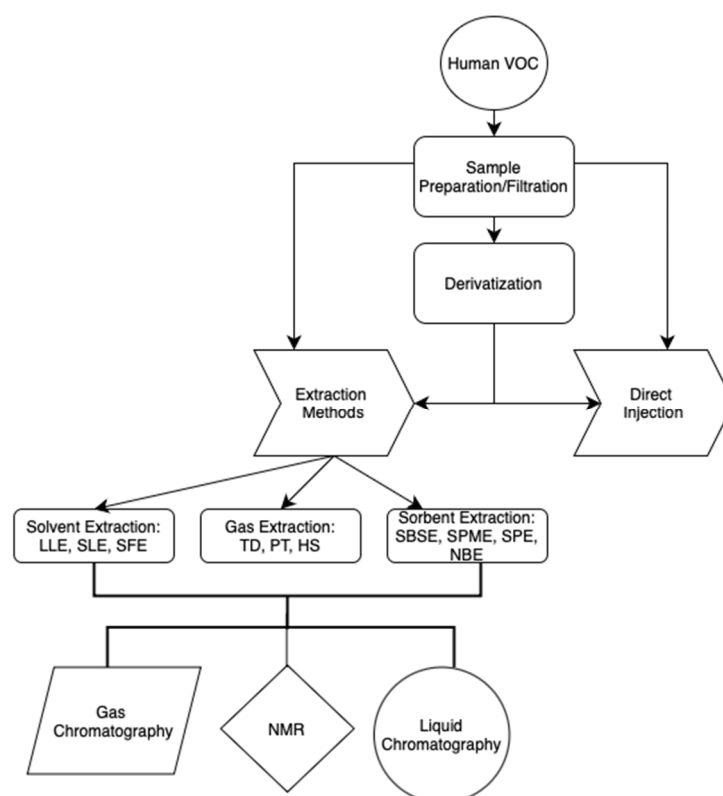 Human VOC
Sample
Preparation/Filtration
Derivatization
Extraction
Methods
Direct
Injection
Solvent Extraction:
LLE, SLE, SFE
Gas Extraction:
TD, PT, HS
Sorbent Extraction:
SBSE, SPME, SPE,
NBE
Gas
Chromatography
NMR
Liquid
Chromatography